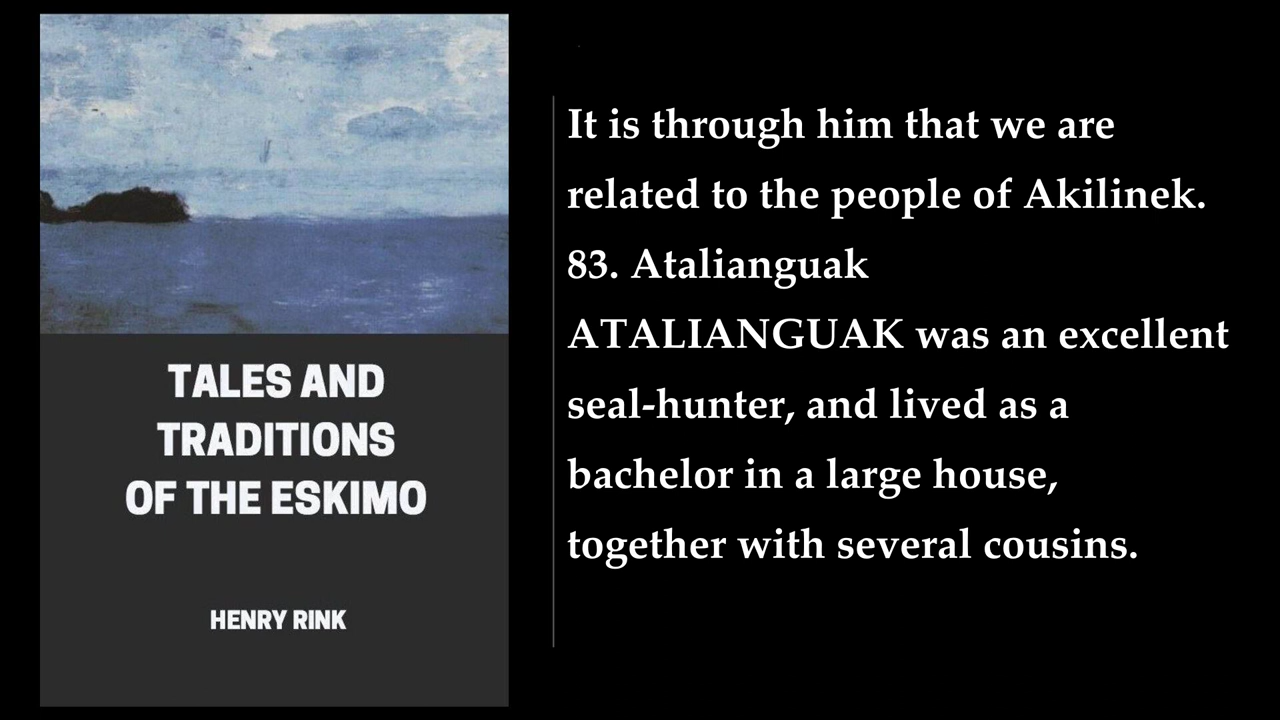 TALES AND
TRADITIONS
OF THE ESKIMO
HENRY RINK
It is through him that we are
related to the people of Akilinek.
83. Atalianguak
ATALIANGUAK was an excellent
seal-hunter, and lived as a
bachelor in a large house,
together with several cousins.